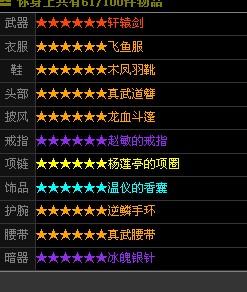 你身上共有61/100件物品
武器 ★★★★★★轩辕剑
衣服 ★★★★★★飞鱼服
鞋 ★★★★★★木凤羽靴
头部 ★★★★★★真武道簪
披风 ★★★★★★龙血斗篷
戒指 ★★★★★★赵敏的戒指
项链 ★★★★★★杨莲亭的项圈
饰品 ★★★★★★温仪的香囊
护腕 ★★★★★★逆鳞手环
腰带 ★★★★★★真武腰带
暗器 ★★★★★★冰魄银针